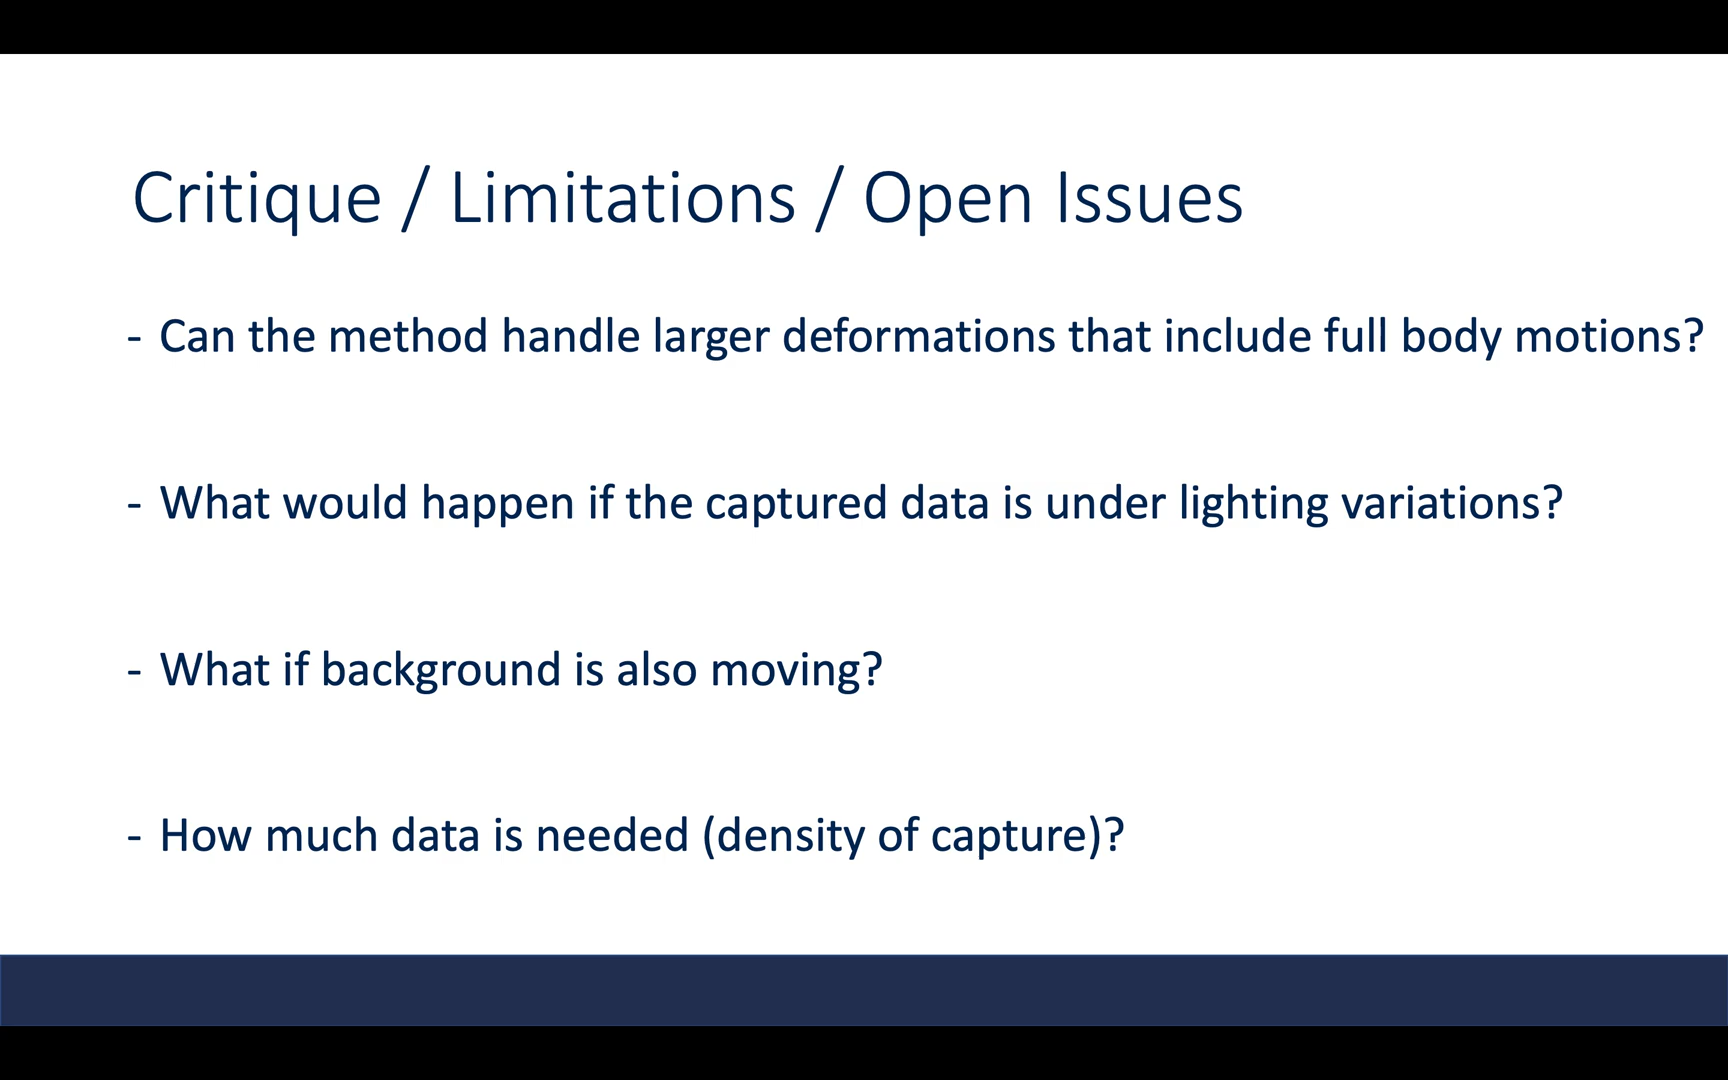 Critique / Limitations / Open Issues
- Can the method handle larger deformations that include full body motions?
- What would happen if the captured data is under lighting variations?
- What if background is also moving?
- How much data is needed (density of capture)?